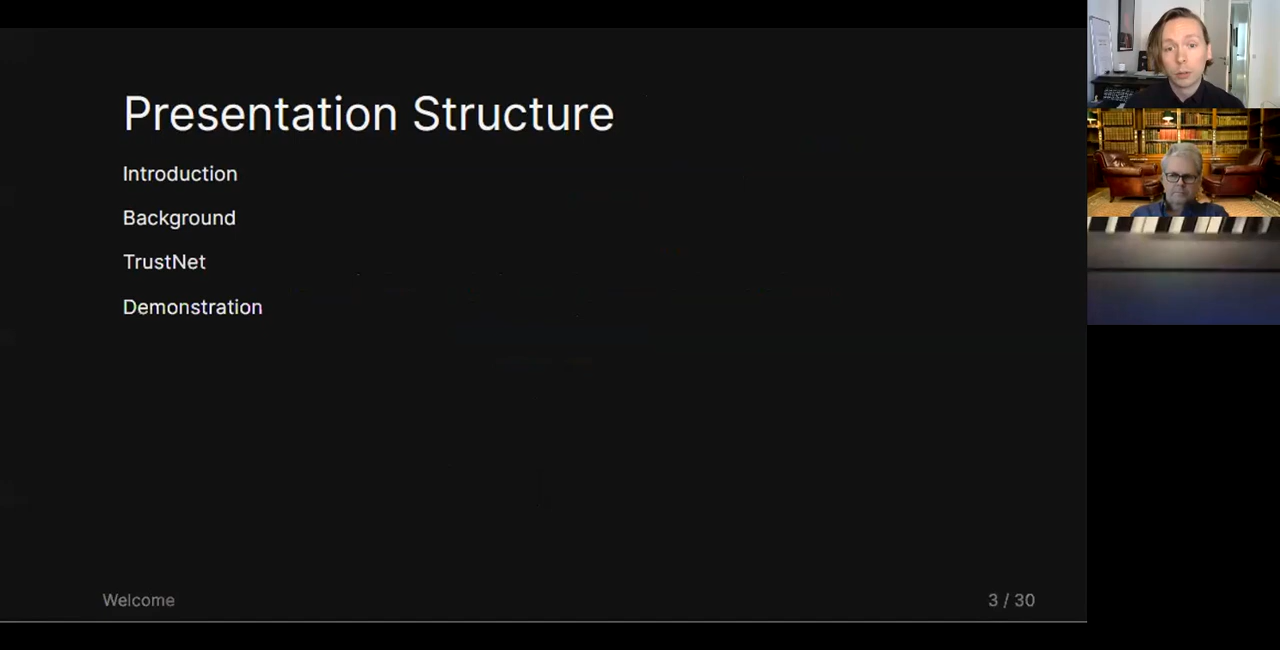 Presentation Structure
Introduction
Background
TrustNet
Demonstration
Welcome
3 / 30